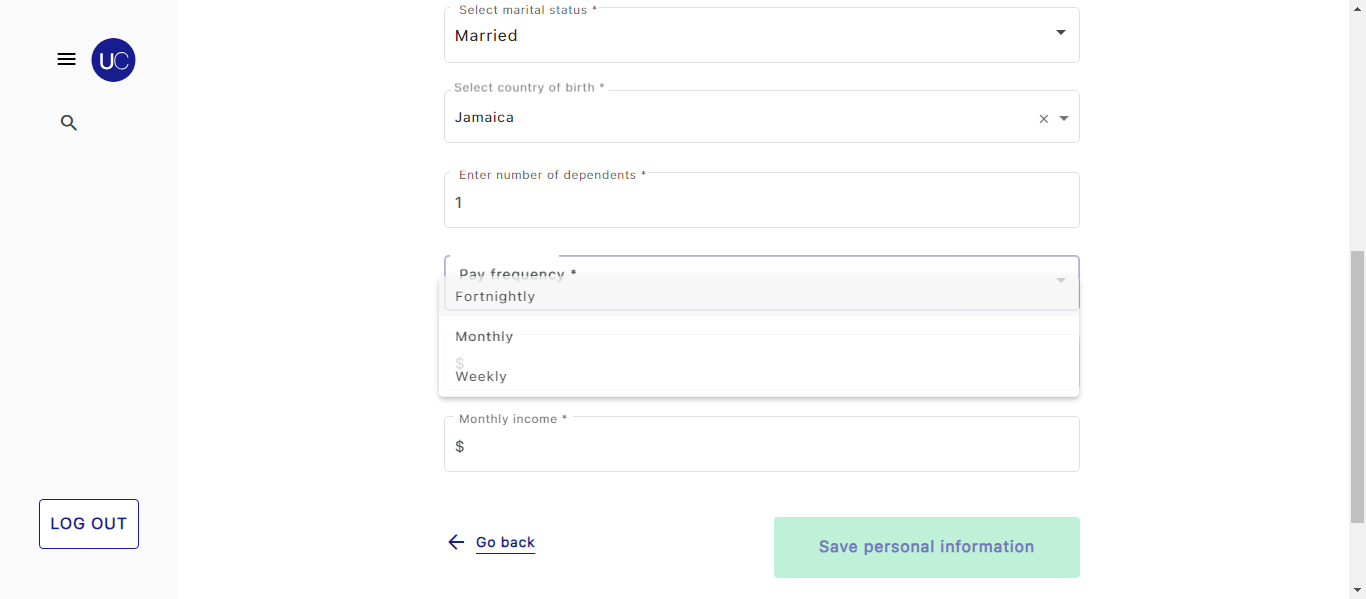 Select marital status *
Married
UC
Select country of birth *
Jamaica
Enter number of dependents *
1
Pay frequency *
Fortnightly
Monthly
$
Weekly
Monthly income *
$
LOG OUT
Go back
Save personal information